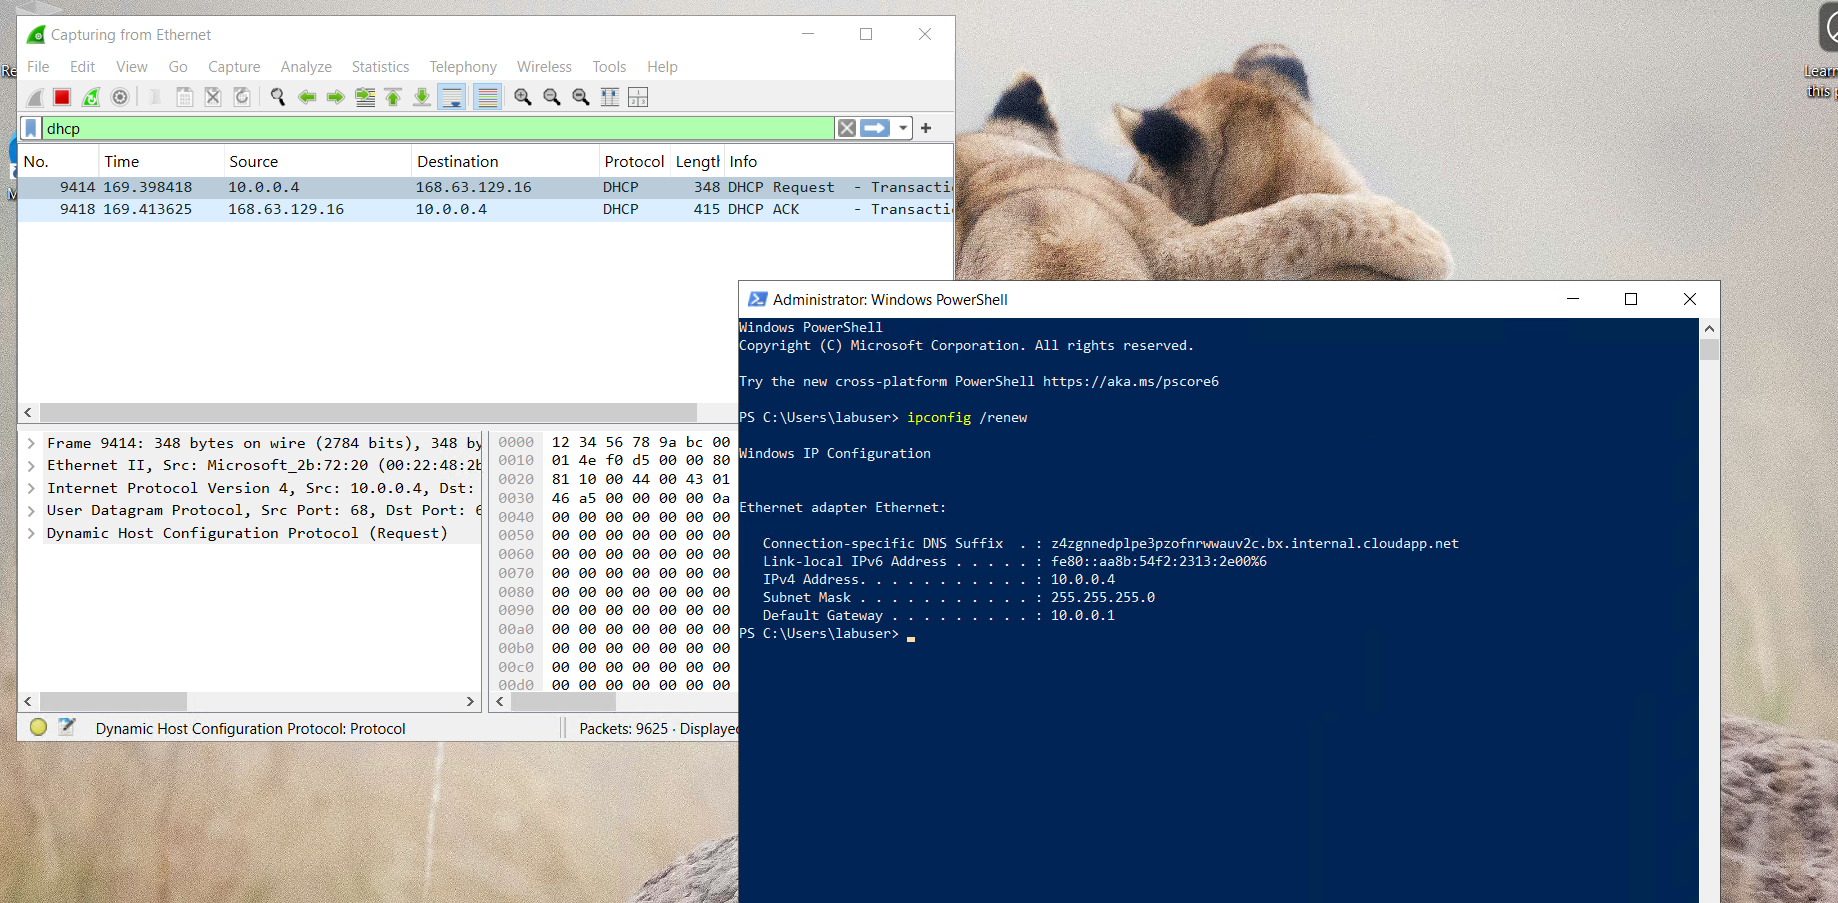 Capturing from Ethernet
File Edit View Go Capture Analyze Statistics Telephony Wireless Tools Help
dhcp
No. Time Source Destination Protocol Length Info
9414 169.398418 10.0.0.4 168.63.129.16 DHCP 348 DHCP Request - Transacti
9418 169.413625 168.63.129.16 10.0.0.4 DHCP 415 DHCP ACK - Transacti
Frame 9414: 348 bytes on wire (2784 bits), 348 by
Ethernet II, Src: Microsoft_2b:72:20 (00:22:48:2b
Internet Protocol Version 4, Src: 10.0.0.4, Dst:
User Datagram Protocol, Src Port: 68, Dst Port: 6
Dynamic Host Configuration Protocol (Request)
0000 12 34 56 78 9a bc 00
0010 01 4e f0 d5 00 00 80
0020 81 10 00 44 00 43 01
0030 46 a5 00 00 00 00 0a
0040 00 00 00 00 00 00 00
0050 00 00 00 00 00 00 00
0060 00 00 00 00 00 00 00
0070 00 00 00 00 00 00 00
0080 00 00 00 00 00 00 00
0090 00 00 00 00 00 00 00
00a0 00 00 00 00 00 00 00
00b0 00 00 00 00 00 00 00
00c0 00 00 00 00 00 00 00
00d0 00 00 00 00 00 00 00
Dynamic Host Configuration Protocol: Protocol
Packets: 9625 · Displayed
Administrator: Windows PowerShell
Windows PowerShell
Copyright (C) Microsoft Corporation. All rights reserved.
Try the new cross-platform PowerShell https://aka.ms/pscore6
PS C:\Users\labuser> ipconfig /renew
Windows IP Configuration
Ethernet adapter Ethernet:
Connection-specific DNS Suffix . : z4zgnnedplpe3pzofnrwwauv2c.bx.internal.cloudapp.net
Link-local IPv6 Address . . . . . : fe80::aa8b:54f2:2313:2e00%6
IPv4 Address. . . . . . . . . . . : 10.0.0.4
Subnet Mask . . . . . . . . . . . : 255.255.255.0
Default Gateway . . . . . . . . . : 10.0.0.1
PS C:\Users\labuser>
Re
M
Learn
this p